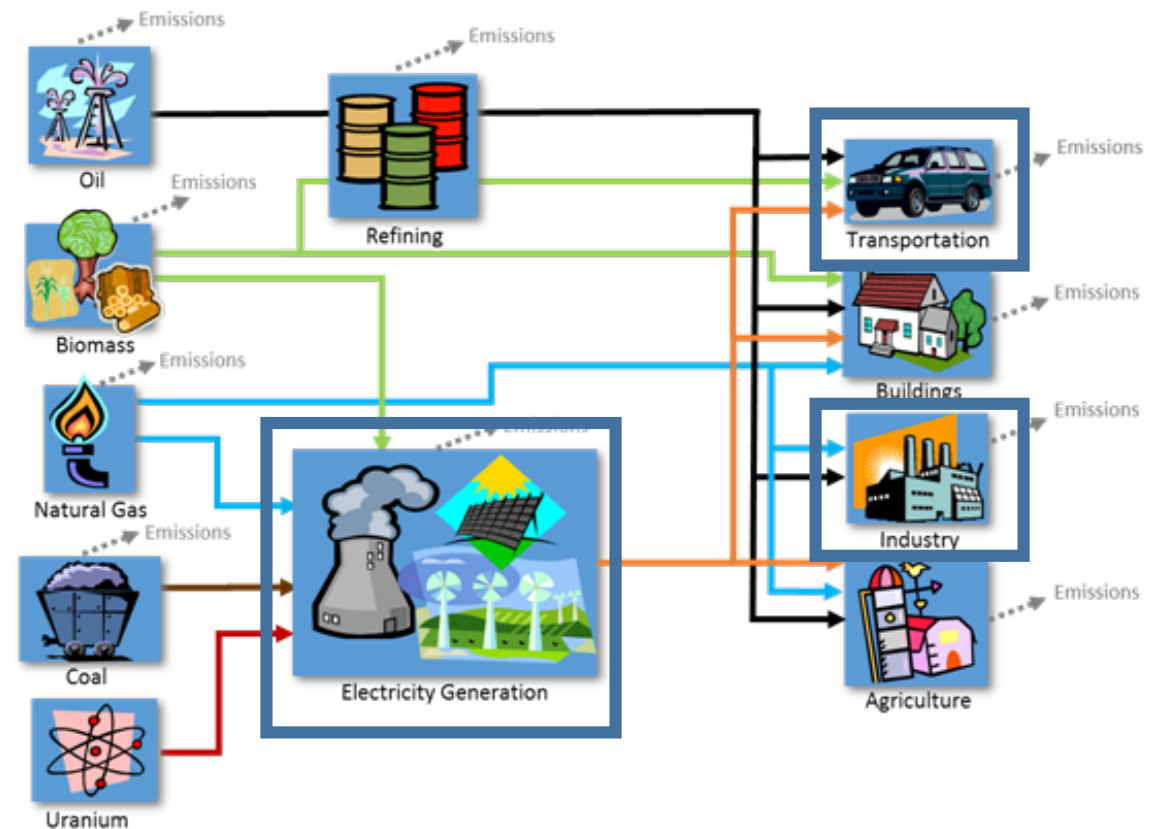 Emissions
Oil
Emissions
Refining
Emissions
Biomass
Emissions
Natural Gas
Emissions
Coal
Uranium
Emissions
Electricity Generation
Emissions
Transportation
Emissions
Buildings
Emissions
Industry
Emissions
Agriculture